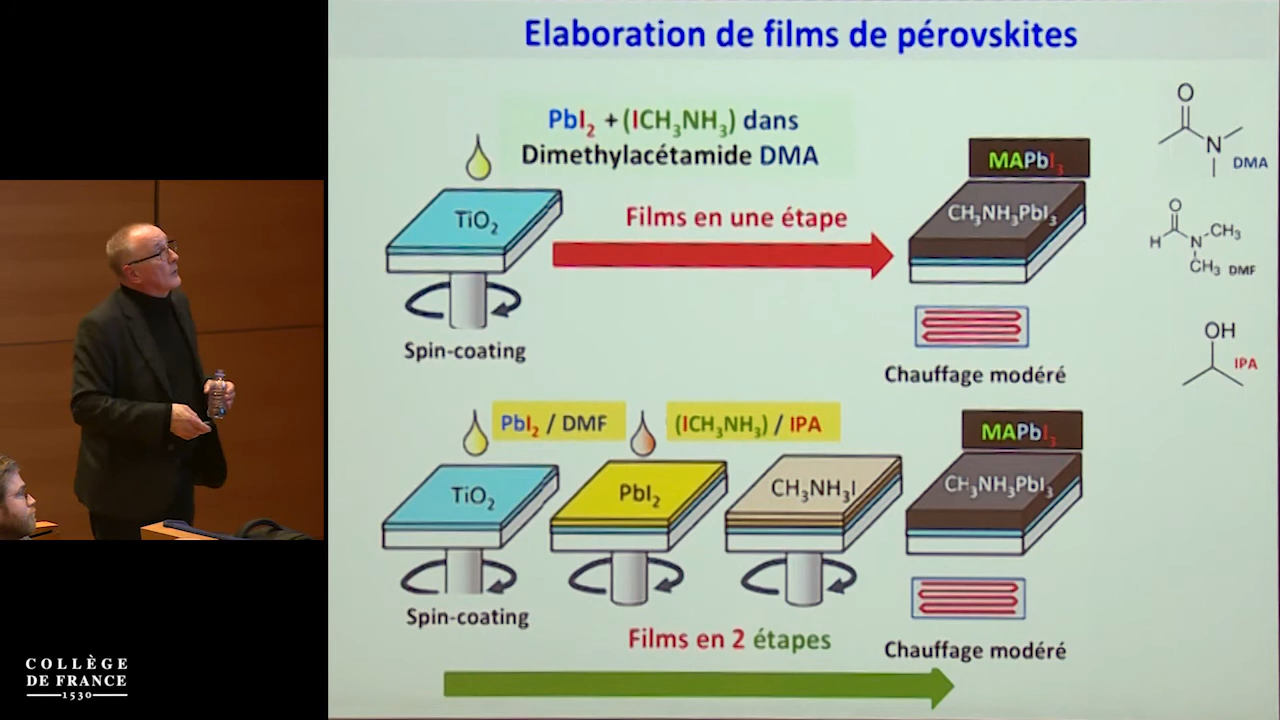 Elaboration de films de pérovskites
PbI2 + (ICH3NH3) dans
Dimethylacétamide DMA
TiO2
Films en une étape
MAPbI3
CH3NH3PbI3
Spin-coating
Chauffage modéré
O
N
DMA
O
H
N
CH3
CH3
DMF
OH
IPA
PbI2 / DMF
(ICH3NH3) / IPA
TiO2
PbI2
CH3NH3I
MAPbI3
CH3NH3PbI3
Spin-coating
Films en 2 étapes
Chauffage modéré
COLLÈGE
DE FRANCE
1530